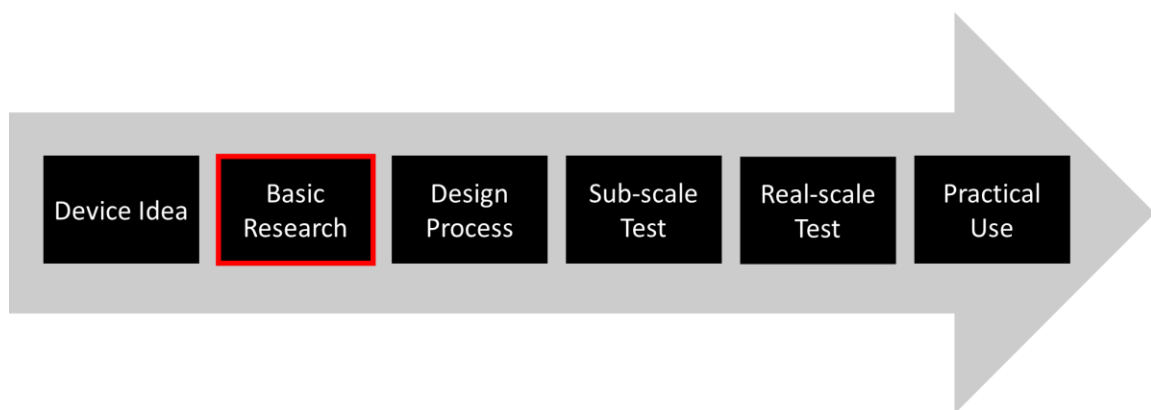 Device Idea
Basic
Research
Design
Process
Sub-scale
Test
Real-scale
Test
Practical
Use